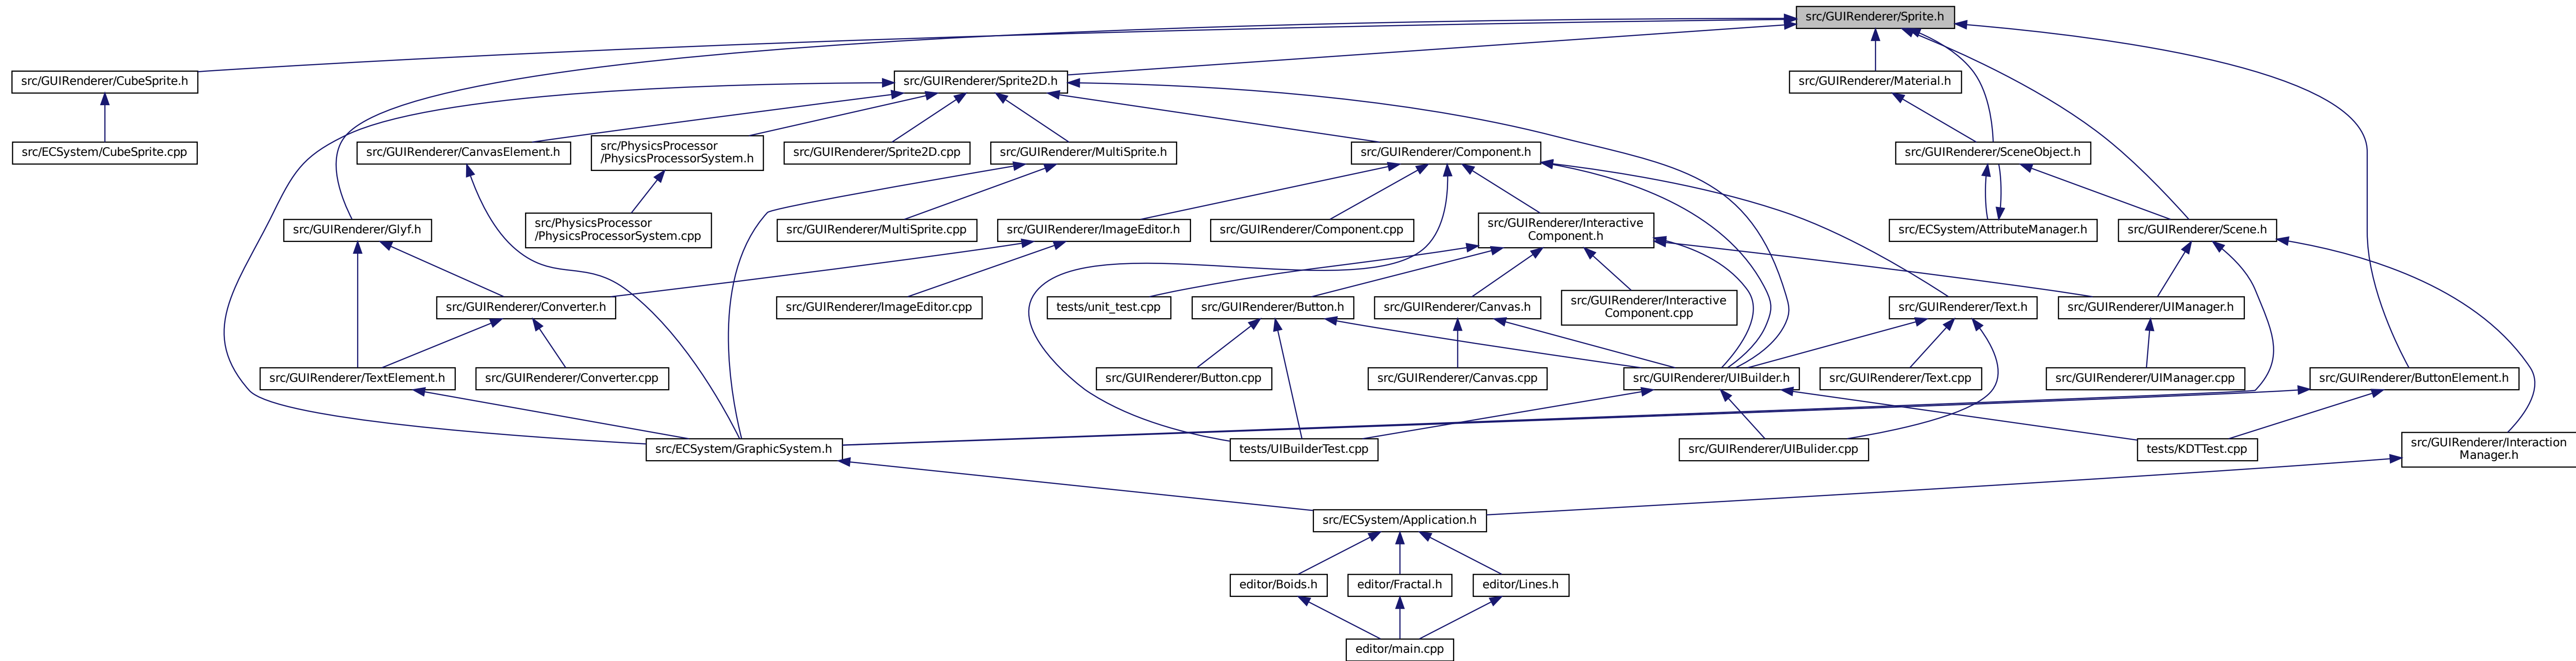 src/GUIRenderer/Sprite.h
src/GUIRenderer/CubeSprite.h
src/GUIRenderer/Sprite2D.h
src/GUIRenderer/Material.h
src/ECSystem/CubeSprite.cpp
src/GUIRenderer/CanvasElement.h
src/PhysicsProcessor
/PhysicsProcessorSystem.h
src/GUIRenderer/Sprite2D.cpp
src/GUIRenderer/MultiSprite.h
src/GUIRenderer/Component.h
src/GUIRenderer/SceneObject.h
src/GUIRenderer/Glyf.h
src/PhysicsProcessor
/PhysicsProcessorSystem.cpp
src/GUIRenderer/MultiSprite.cpp
src/GUIRenderer/ImageEditor.h
src/GUIRenderer/Component.cpp
src/GUIRenderer/Interactive
Component.h
src/ECSystem/AttributeManager.h
src/GUIRenderer/Scene.h
src/GUIRenderer/Converter.h
src/GUIRenderer/ImageEditor.cpp
tests/unit_test.cpp
src/GUIRenderer/Button.h
src/GUIRenderer/Canvas.h
src/GUIRenderer/Interactive
Component.cpp
src/GUIRenderer/Text.h
src/GUIRenderer/UIManager.h
src/GUIRenderer/TextElement.h
src/GUIRenderer/Converter.cpp
src/GUIRenderer/Button.cpp
src/GUIRenderer/Canvas.cpp
src/GUIRenderer/UIBuilder.h
src/GUIRenderer/Text.cpp
src/GUIRenderer/UIManager.cpp
src/GUIRenderer/ButtonElement.h
src/ECSystem/GraphicSystem.h
tests/UIBuilderTest.cpp
src/GUIRenderer/UIBulider.cpp
tests/KDTTest.cpp
src/GUIRenderer/Interaction
Manager.h
src/ECSystem/Application.h
editor/Boids.h
editor/Fractal.h
editor/Lines.h
editor/main.cpp